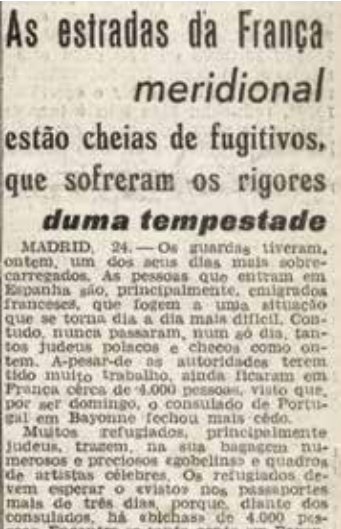 As estradas da França
meridional
estão cheias de fugitivos,
que sofreram os rigores
duma tempestade
MADRID, 24. — Os guardas tiveram,
ontem, um dos seus dias mais sobre-
carregados. As pessoas que entram em
Espanha são, principalmente, emigrados
franceses, que fogem a uma situação
que se torna dia a dia mais difícil. Con-
tudo, nunca passaram, num só dia, tan-
tos judeus polacos e checos como on-
tem. A-pesar-de as autoridades terem
tido muito trabalho, ainda ficaram em
França cêrca de 4.000 pessoas, visto que,
por ser domingo, o consulado de Portu-
gal em Bayonne fechou mais cêdo.
Muitos refugiados, principalmente
judeus, trazem, na sua bagagem nu-
merosos e preciosos «gobelins» e quadros
de artistas célebres. Os refugiados de-
vem esperar o «visto» nos passaportes
mais de três dias, porque, diante dos
consulados, há «bichas» de 4.000 pes-